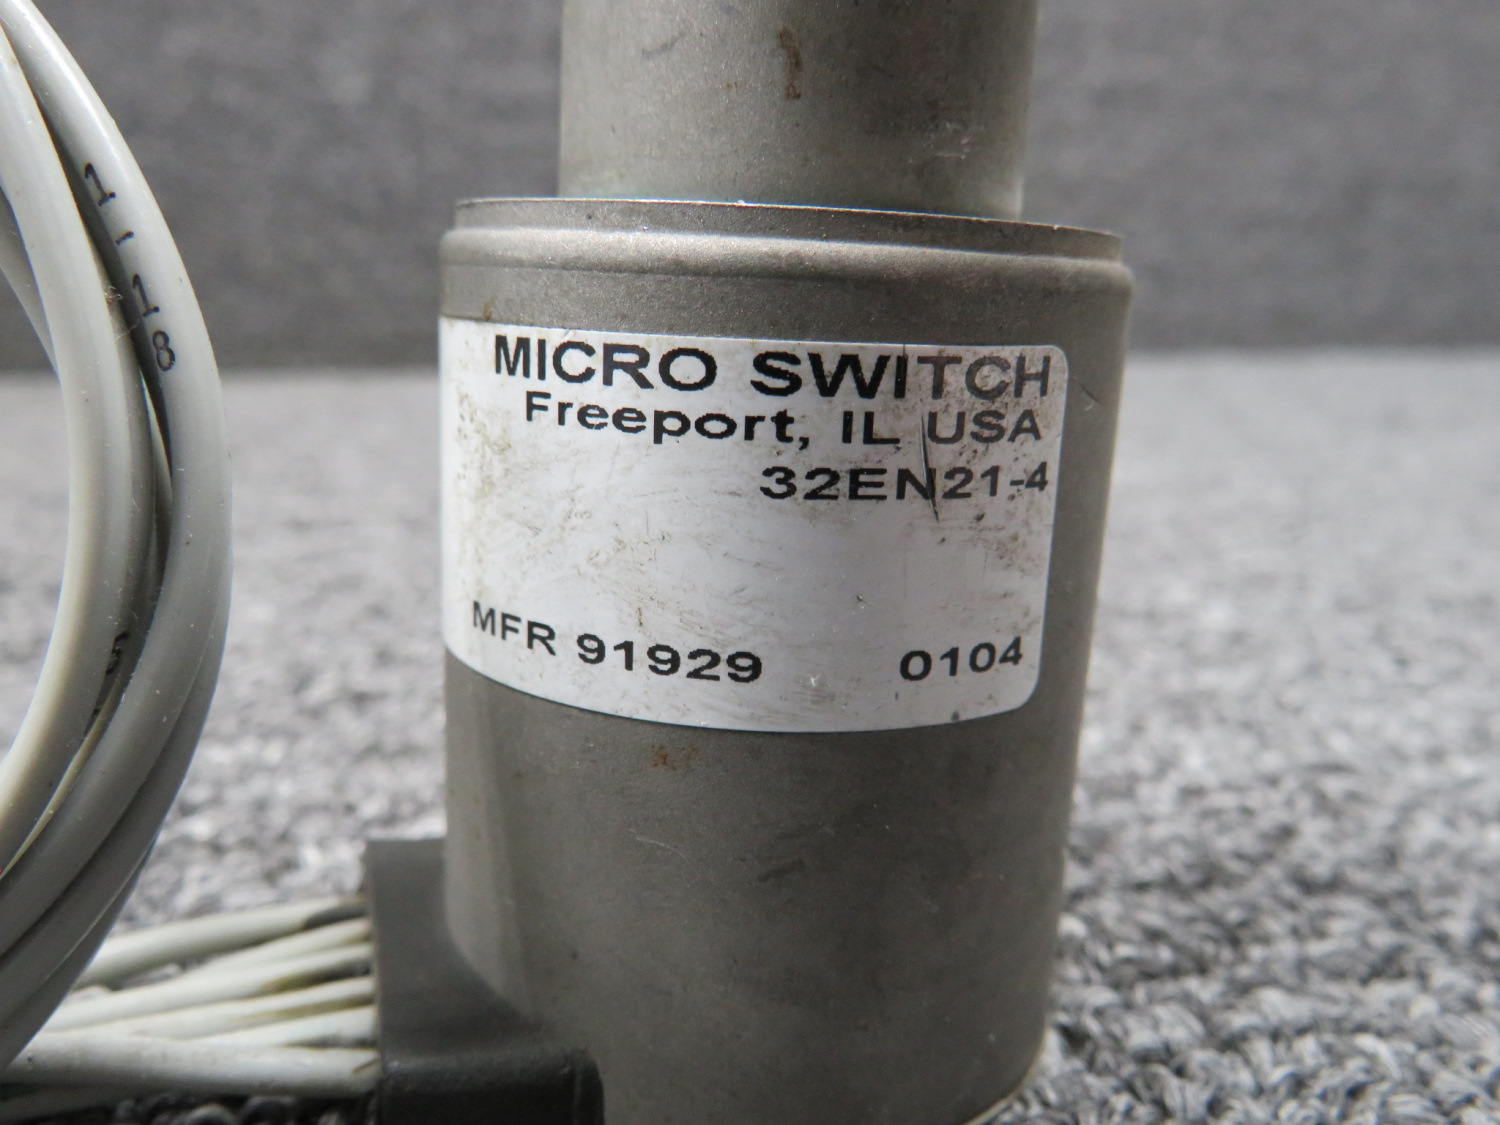 MICRO SWITCH
Freeport, IL USA
32EN21-4
MFR 91929 0104